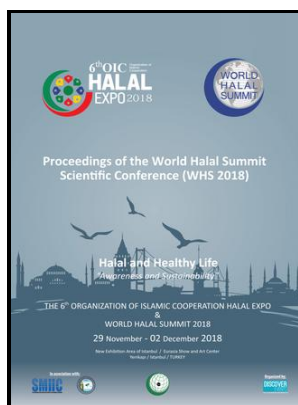 6th OIC
HALAL
EXPO 2018
WORLD
HALAL
SUMMIT
Proceedings of the World Halal Summit
Scientific Conference (WHS 2018)
Halal and Healthy Life
"Awareness and Sustainability"
THE 6th ORGANIZATION OF ISLAMIC COOPERATION HALAL EXPO
&
WORLD HALAL SUMMIT 2018
29 November - 02 December 2018
New Exhibition Area of Istanbul / Eurasia Show and Art Center
Yenikapı / Istanbul / TURKEY
In association with:
Organized by:
SMIIC
DISCOVER